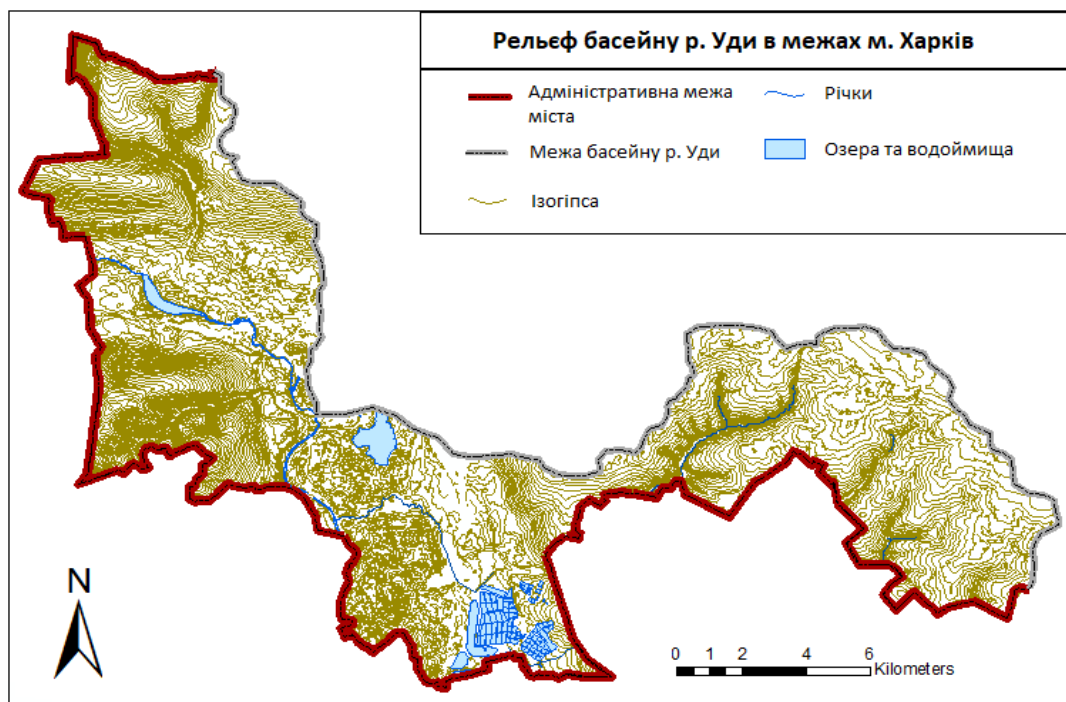 Рельєф басейну р. Уди в межах м. Харків
Адміністративна межа
міста
Річки
Межа басейну р. Уди
Озера та водоймища
Ізогіпса
N
0 1 2 4 6
Kilometers